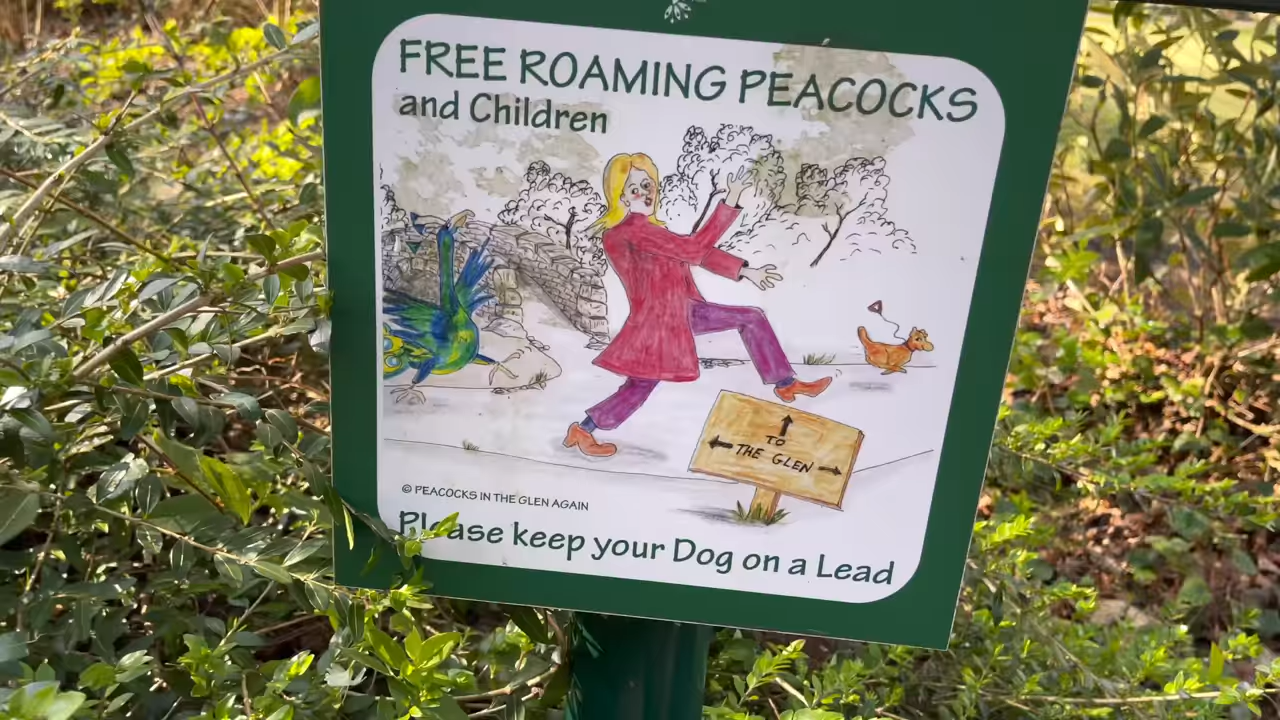 FREE ROAMING PEACOCKS
and Children
TO
THE GLEN
© PEACOCKS IN THE GLEN AGAIN
Please keep your Dog on a Lead